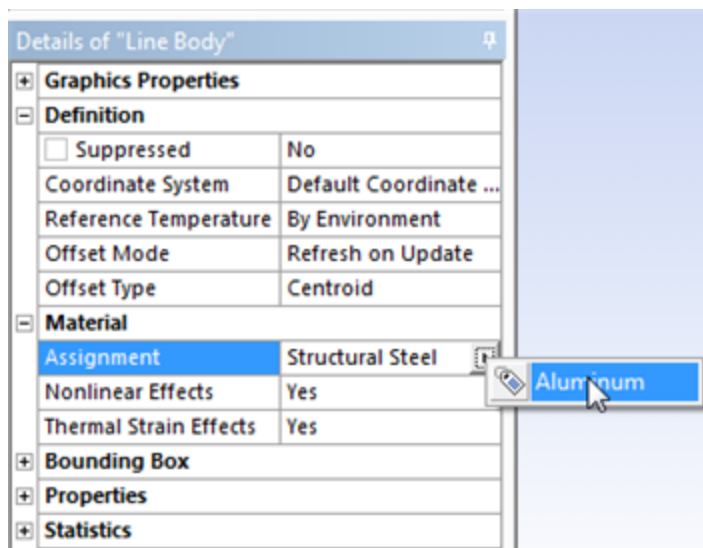 Details of "Line Body"
Graphics Properties
Definition
Suppressed No
Coordinate System Default Coordinate ...
Reference Temperature By Environment
Offset Mode Refresh on Update
Offset Type Centroid
Material
Assignment Structural Steel
Aluminum
Nonlinear Effects Yes
Thermal Strain Effects Yes
Bounding Box
Properties
Statistics